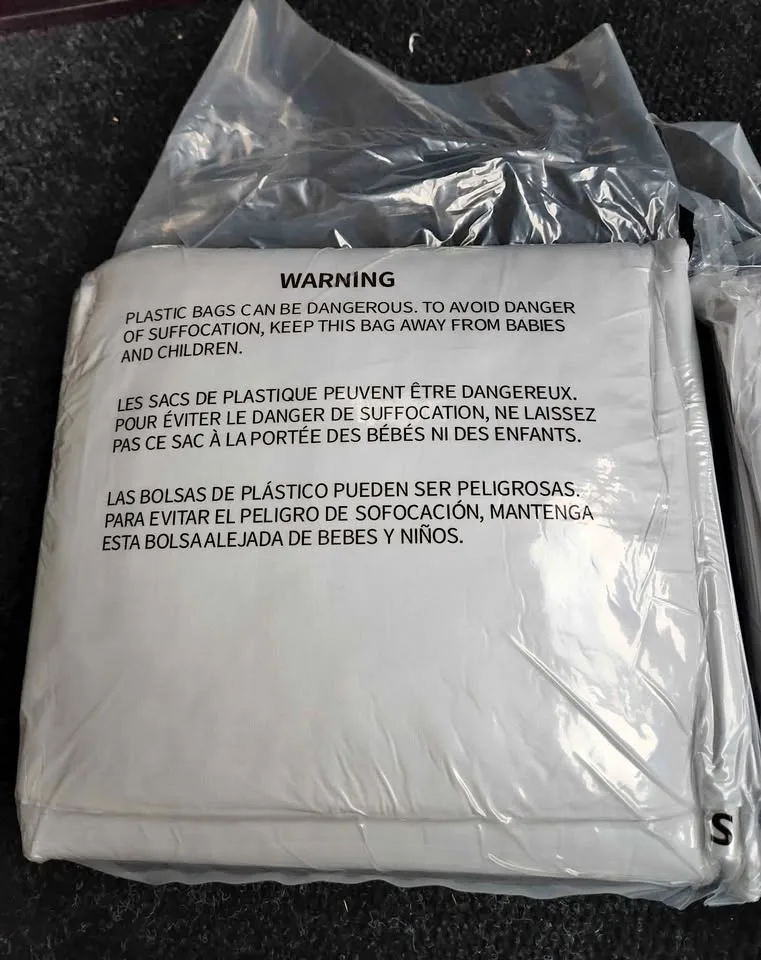 WARNING
PLASTIC BAGS CAN BE DANGEROUS. TO AVOID DANGER
OF SUFFOCATION, KEEP THIS BAG AWAY FROM BABIES
AND CHILDREN.
LES SACS DE PLASTIQUE PEUVENT ÊTRE DANGEREUX.
POUR ÉVITER LE DANGER DE SUFFOCATION, NE LAISSEZ
PAS CE SAC À LA PORTÉE DES BÉBÉS NI DES ENFANTS.
LAS BOLSAS DE PLÁSTICO PUEDEN SER PELIGROSAS.
PARA EVITAR EL PELIGRO DE SOFOCACIÓN, MANTENGA
ESTA BOLSA ALEJADA DE BEBES Y NIÑOS.
S